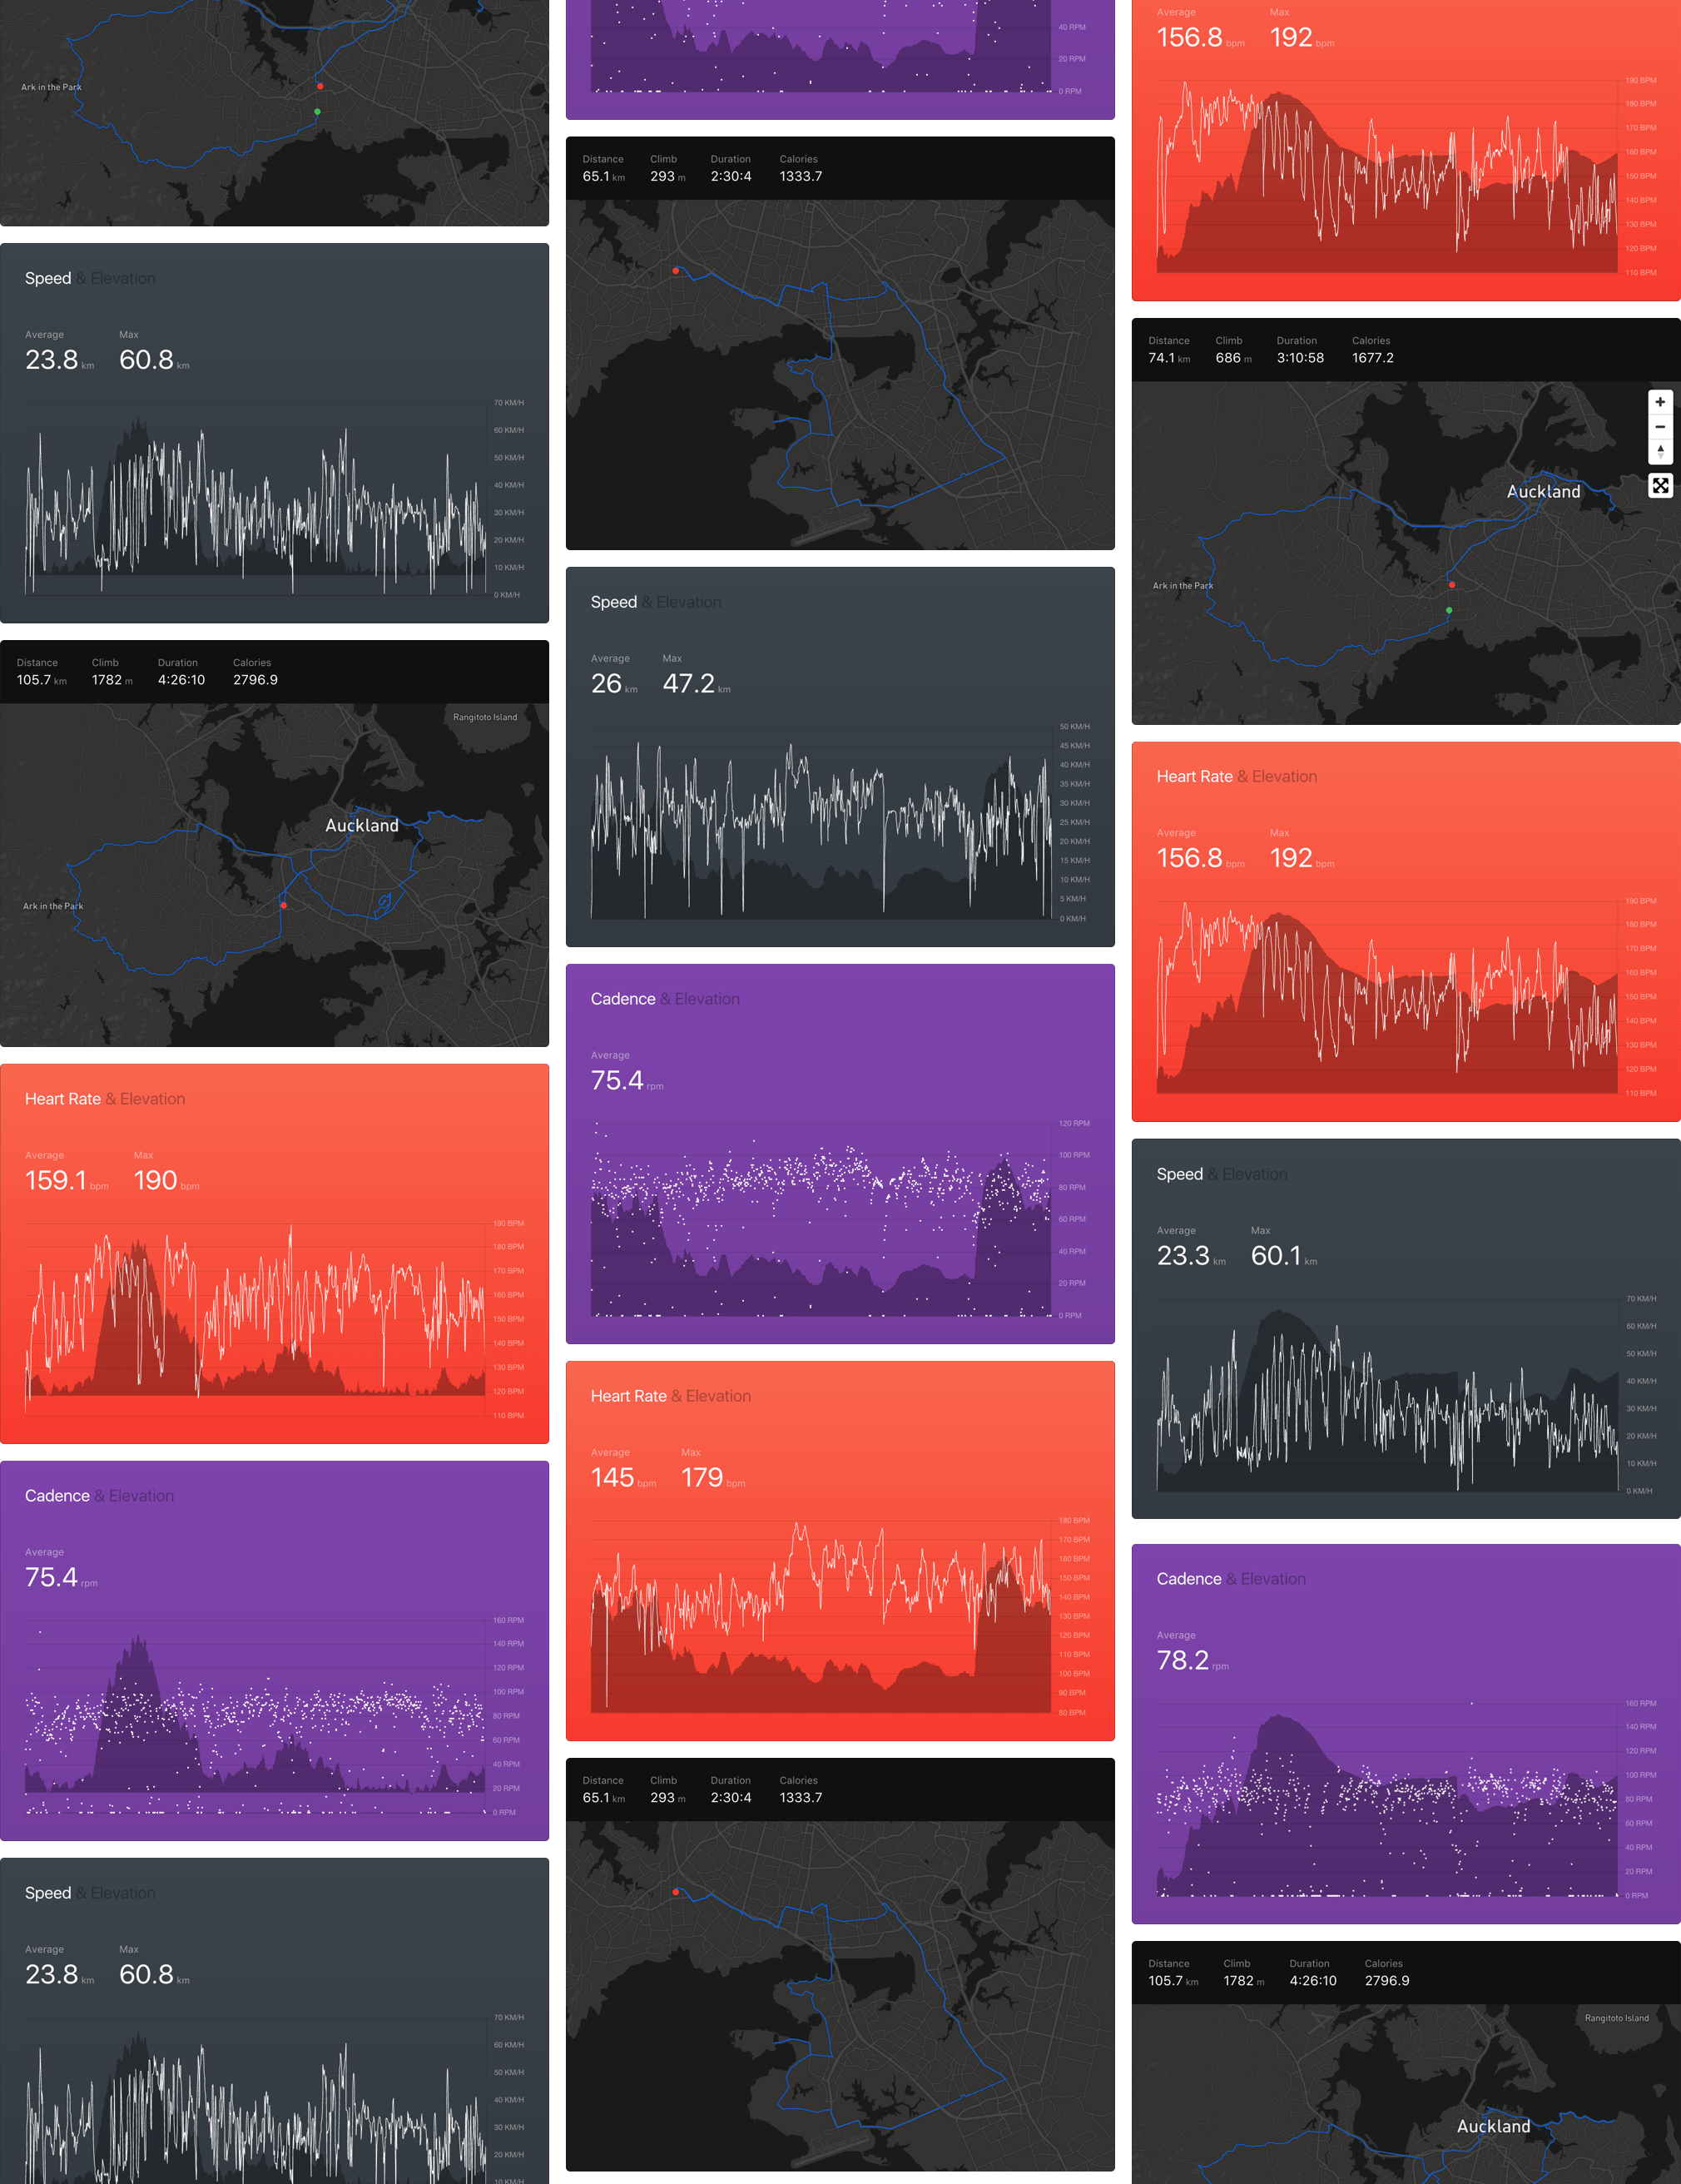 Ark in the Park
Speed & Elevation
Average Max
23.8 km 60.8 km
70 KM/H
60 KM/H
50 KM/H
40 KM/H
30 KM/H
20 KM/H
10 KM/H
0 KM/H
Distance Climb Duration Calories
105.7 km 1782 m 4:26:10 2796.9
Rangitoto Island
Auckland
Ark in the Park
Heart Rate & Elevation
Average Max
159.1 bpm 190 bpm
190 BPM
180 BPM
170 BPM
160 BPM
150 BPM
140 BPM
130 BPM
120 BPM
110 BPM
Cadence & Elevation
Average
75.4 rpm
160 RPM
140 RPM
120 RPM
100 RPM
80 RPM
60 RPM
40 RPM
20 RPM
0 RPM
Speed & Elevation
Average Max
23.8 km 60.8 km
70 KM/H
60 KM/H
50 KM/H
40 KM/H
30 KM/H
20 KM/H
10 KM/H
40 RPM
20 RPM
0 RPM
Distance Climb Duration Calories
65.1 km 293 m 2:30:4 1333.7
Speed & Elevation
Average Max
26 km 47.2 km
50 KM/H
45 KM/H
40 KM/H
35 KM/H
30 KM/H
25 KM/H
20 KM/H
15 KM/H
10 KM/H
5 KM/H
0 KM/H
Cadence & Elevation
Average
75.4 rpm
120 RPM
100 RPM
80 RPM
60 RPM
40 RPM
20 RPM
0 RPM
Heart Rate & Elevation
Average Max
145 bpm 179 bpm
180 BPM
170 BPM
160 BPM
150 BPM
140 BPM
130 BPM
120 BPM
110 BPM
100 BPM
90 BPM
80 BPM
Distance Climb Duration Calories
65.1 km 293 m 2:30:4 1333.7
Average Max
156.8 bpm 192 bpm
190 BPM
180 BPM
170 BPM
160 BPM
150 BPM
140 BPM
130 BPM
120 BPM
110 BPM
Distance Climb Duration Calories
74.1 km 686 m 3:10:58 1677.2
Auckland
Ark in the Park
Heart Rate & Elevation
Average Max
156.8 bpm 192 bpm
190 BPM
180 BPM
170 BPM
160 BPM
150 BPM
140 BPM
130 BPM
120 BPM
110 BPM
Speed & Elevation
Average Max
23.3 km 60.1 km
70 KM/H
60 KM/H
50 KM/H
40 KM/H
30 KM/H
20 KM/H
10 KM/H
0 KM/H
Cadence & Elevation
Average
78.2 rpm
160 RPM
140 RPM
120 RPM
100 RPM
80 RPM
60 RPM
40 RPM
20 RPM
0 RPM
Distance Climb Duration Calories
105.7 km 1782 m 4:26:10 2796.9
Rangitoto Island
Auckland